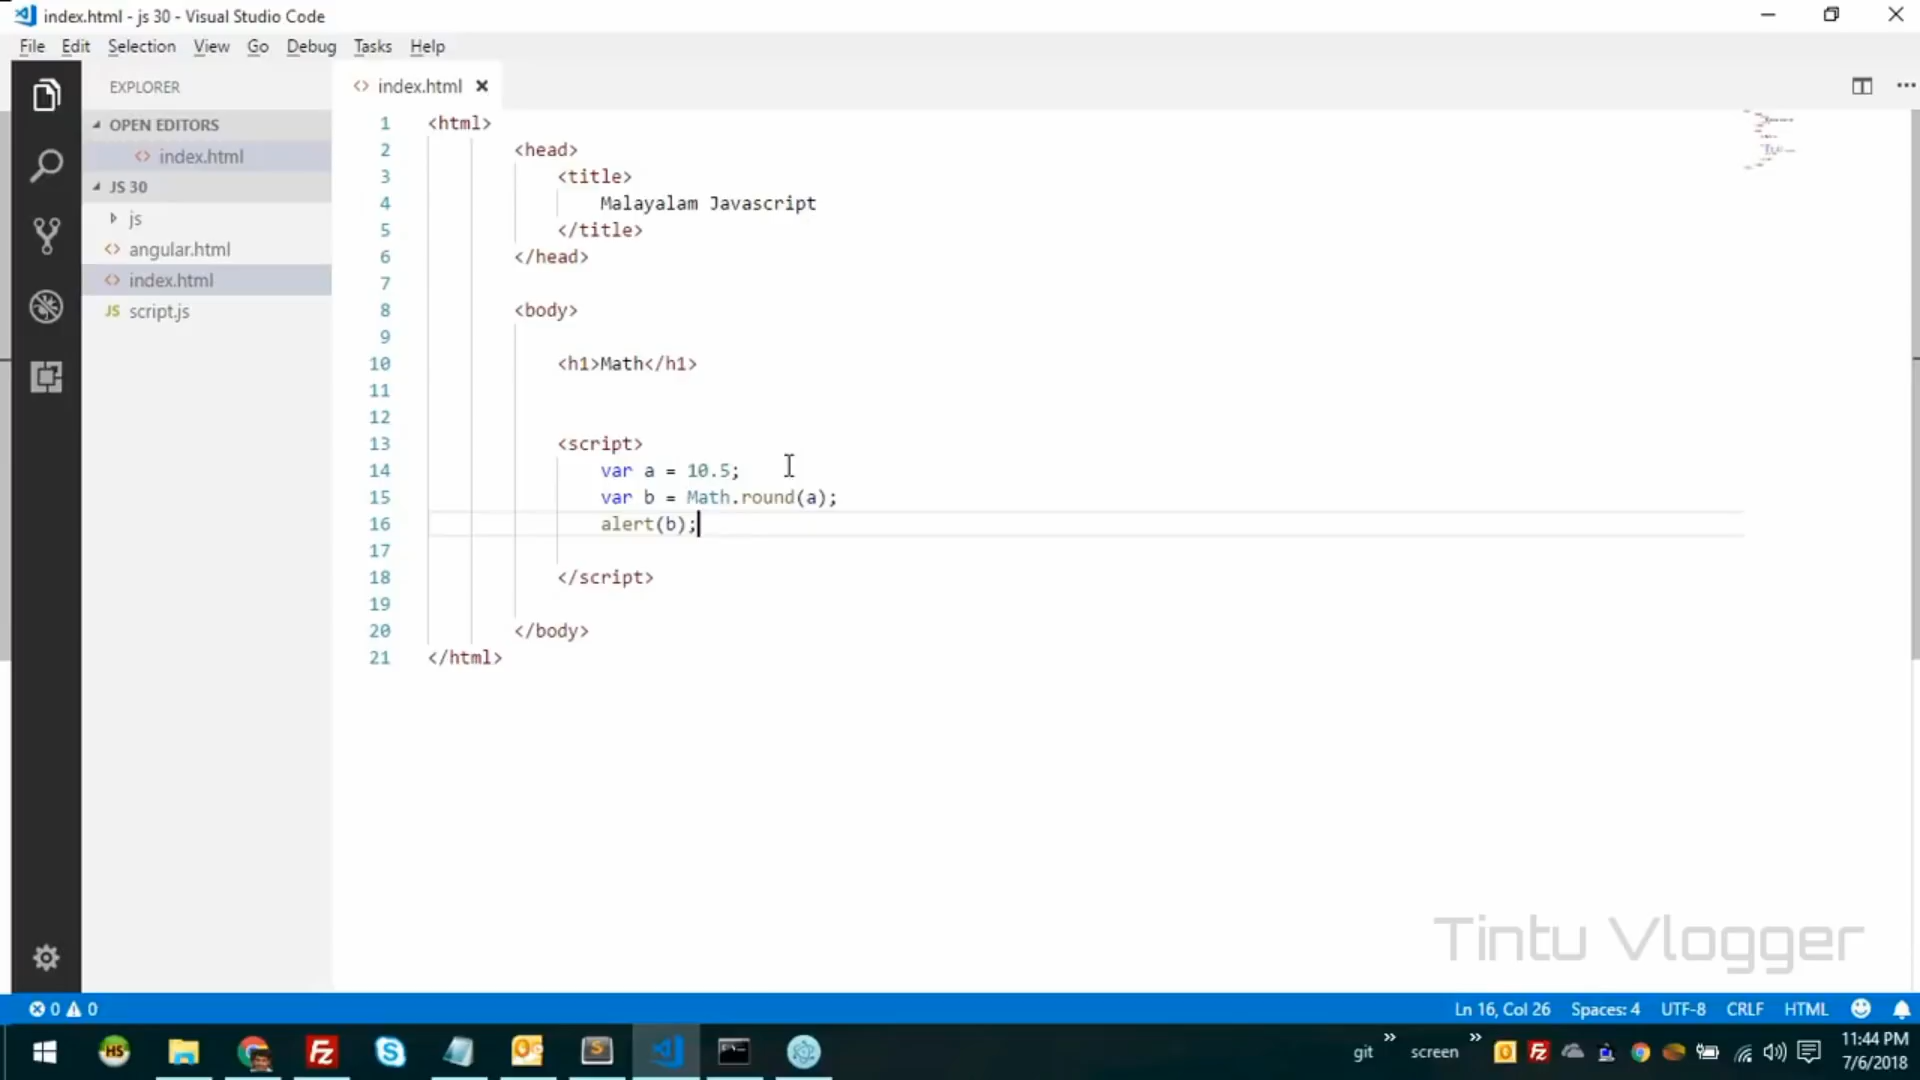 index.html - js 30 - Visual Studio Code
File Edit Selection View Go Debug Tasks Help
EXPLORER
OPEN EDITORS
index.html
JS 30
js
angular.html
index.html
JS script.js
index.html
1 <html>
2 <head>
3 <title>
4 Malayalam Javascript
5 </title>
6 </head>
7
8 <body>
9
10 <h1>Math</h1>
11
12
13 <script>
14 var a = 10.5;
15 var b = Math.round(a);
16 alert(b);
17
18 </script>
19
20 </body>
21 </html>
Tintu Vlogger
0 0 Ln 16, Col 26 Spaces: 4 UTF-8 CRLF HTML
HS Fz S git » screen » 11:44 PM
7/6/2018